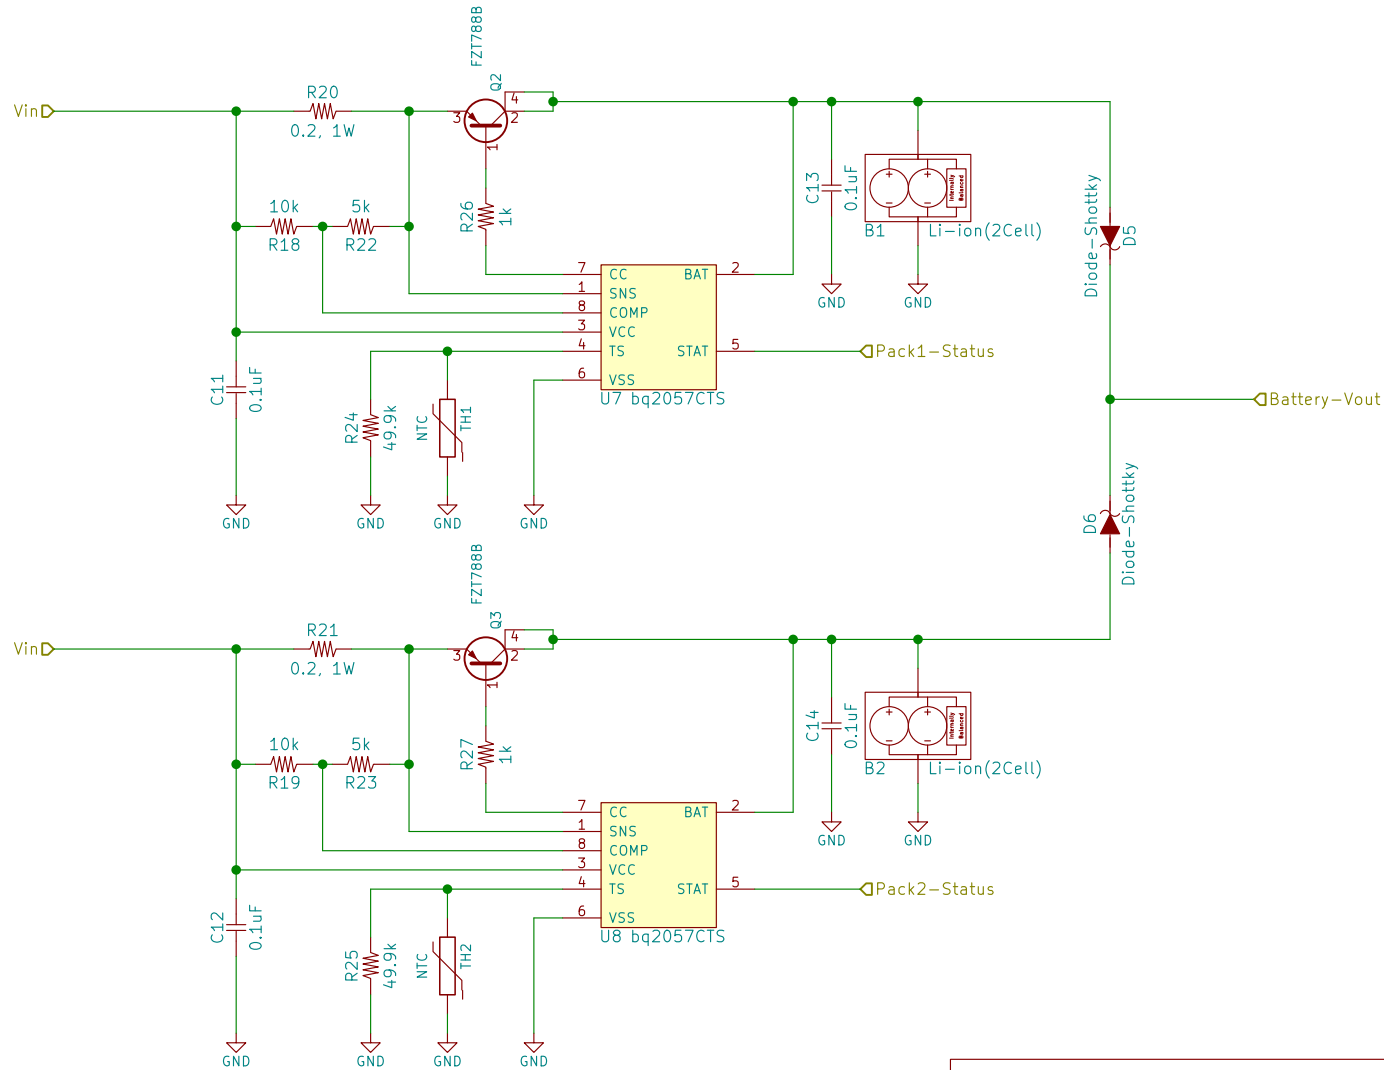 FZT788B
Q2
Vin
R20
0.2, 1W
3
4
2
1
10k
R18
5k
R22
R26
1k
C13
0.1uF
+ +
Internally
Balanced
− −
B1
Li-ion(2Cell)
Diode-Shottky
D5
GND
GND
7 CC
1 SNS
8 COMP
3 VCC
4 TS
6 VSS
BAT 2
STAT 5
U7 bq2057CTS
Pack1-Status
C11
0.1uF
R24
49.9k
NTC
TH1
GND
GND
GND
GND
Battery-Vout
D6
Diode-Shottky
FZT788B
Q3
Vin
R21
0.2, 1W
3
4
2
1
10k
R19
5k
R23
R27
1k
C14
0.1uF
+ +
Internally
Balanced
− −
B2
Li-ion(2Cell)
GND
GND
7 CC
1 SNS
8 COMP
3 VCC
4 TS
6 VSS
BAT 2
STAT 5
U8 bq2057CTS
Pack2-Status
C12
0.1uF
R25
49.9k
NTC
TH2
GND
GND
GND
GND